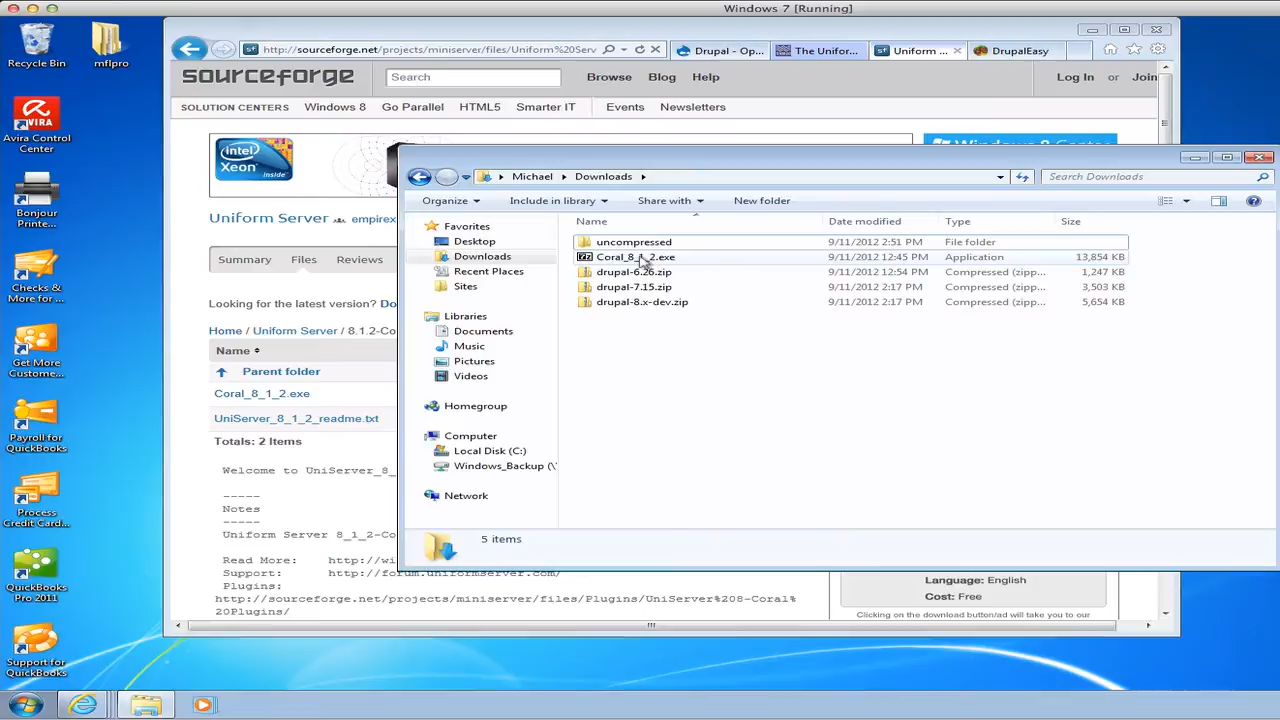 Windows 7 [Running]
Recycle Bin
mflpro
Avira Control
Center
Bonjour
Printe...
Checks &
More for ...
Get More
Custome...
Payroll for
QuickBooks
Process
Credit Card...
QuickBooks
Pro 2011
Support for
QuickBooks
http://sourceforge.net/projects/miniserver/files/Uniform%20Serv
Drupal - Op...
The Unifor...
Uniform ...
DrupalEasy
sourceforge
Search
Browse
Blog
Help
Log In
or
Join
SOLUTION CENTERS
Windows 8
Go Parallel
HTML5
Smarter IT
Events
Newsletters
intel
Xeon
inside
Uniform Server
empirex
Summary
Files
Reviews
Looking for the latest version? Do
Home / Uniform Server / 8.1.2-Co
Name
Parent folder
Coral_8_1_2.exe
UniServer_8_1_2_readme.txt
Totals: 2 Items
Welcome to UniServer_8_
-----
Notes
-----
Uniform Server 8_1_2-Co
Read More: http://wi
Support: http://forum.uniformserver.com/
Plugins:
http://sourceforge.net/projects/miniserver/files/Plugins/UniServer%208-Coral%
20Plugins/
Language: English
Cost: Free
Clicking on the download button/ad will take you to our
Michael
Downloads
Search Downloads
Organize
Include in library
Share with
New folder
Favorites
Desktop
Downloads
Recent Places
Sites
Libraries
Documents
Music
Pictures
Videos
Homegroup
Computer
Local Disk (C:)
Windows_Backup (\
Network
Name
Date modified
Type
Size
uncompressed 9/11/2012 2:51 PM File folder
Coral_8_1_2.exe 9/11/2012 12:45 PM Application 13,854 KB
drupal-6.26.zip 9/11/2012 12:54 PM Compressed (zipp... 1,247 KB
drupal-7.15.zip 9/11/2012 2:17 PM Compressed (zipp... 3,503 KB
drupal-8.x-dev.zip 9/11/2012 2:17 PM Compressed (zipp... 5,654 KB
5 items